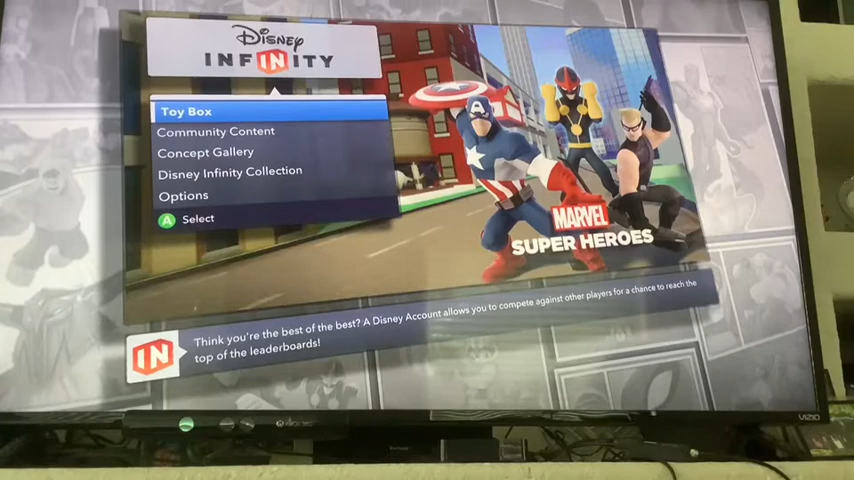 Disney
INFINITY
Toy Box
Community Content
Concept Gallery
Disney Infinity Collection
Options
A Select
MARVEL
SUPER HEROES
IN
Think you're the best of the best? A Disney Account allows you to compete against other players for a chance to reach the
top of the leaderboards!
VIZIO